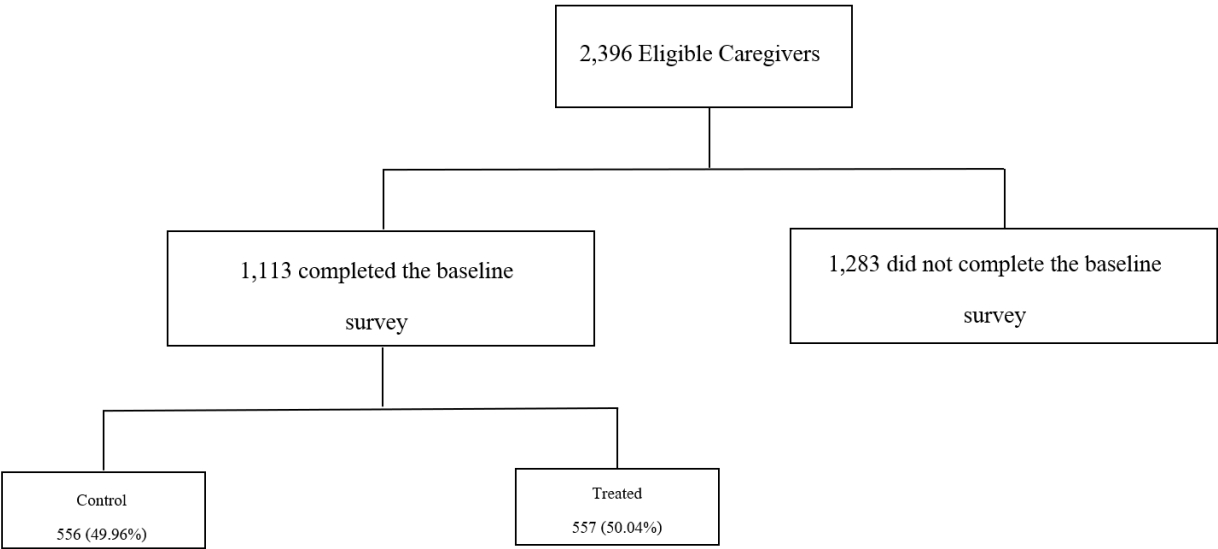 2,396 Eligible Caregivers
1,113 completed the baseline
survey
1,283 did not complete the baseline
survey
Control
556 (49.96%)
Treated
557 (50.04%)